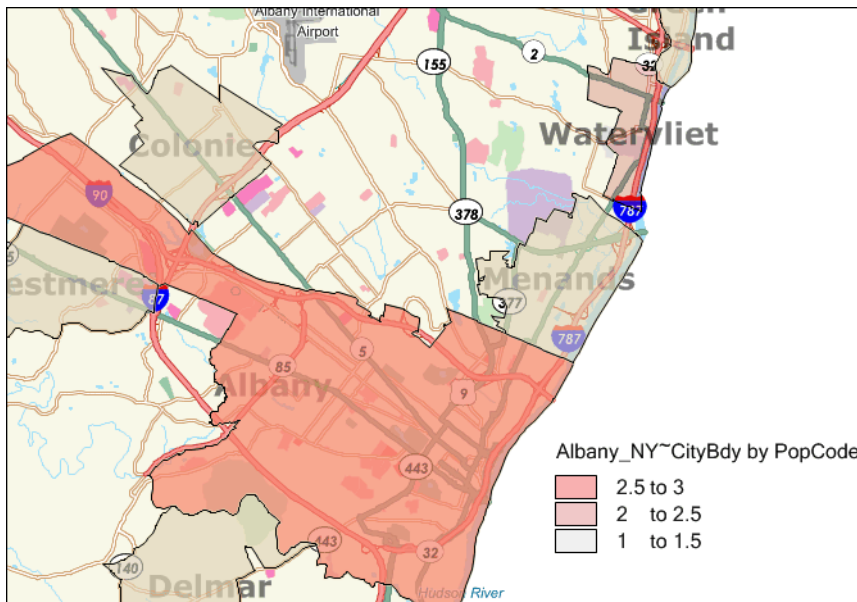 Albany International
Airport
Green
Island
155
2
32
Colonie
Watervliet
90
787
378
estmere
5
87
Menands
377
787
5
85
Albany
9
443
Albany_NY~CityBdy by PopCode
2.5 to 3
2 to 2.5
1 to 1.5
443
32
140
Delmar
Hudson River